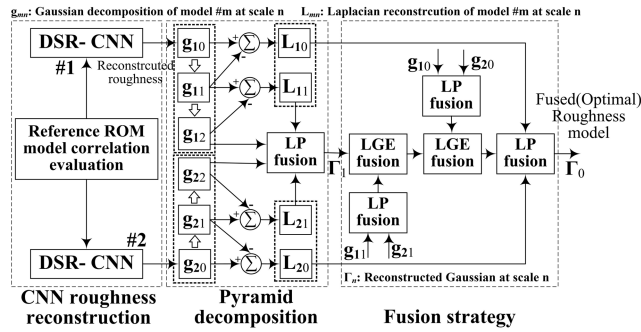 g_mn: Gaussian decomposition of model #m at scale n
L_mn: Laplacian reconstrcution of model #m at scale n
DSR- CNN
#1
Reconstrcuted
roughness
Reference ROM
model correlation
evaluation
#2
DSR- CNN
CNN roughness
reconstruction
g10
g11
g12
g22
g21
g20
+
-
Σ
+
-
Σ
+
-
Σ
+
-
Σ
L10
L11
L21
L20
LP
fusion
Pyramid
decomposition
Γ1
g10
g20
LP
fusion
LGE
fusion
LGE
fusion
LP
fusion
LP
fusion
g11
g21
Fused(Optimal)
Roughness
model
Γ0
Γn: Reconstructed Gaussian at scale n
Fusion strategy